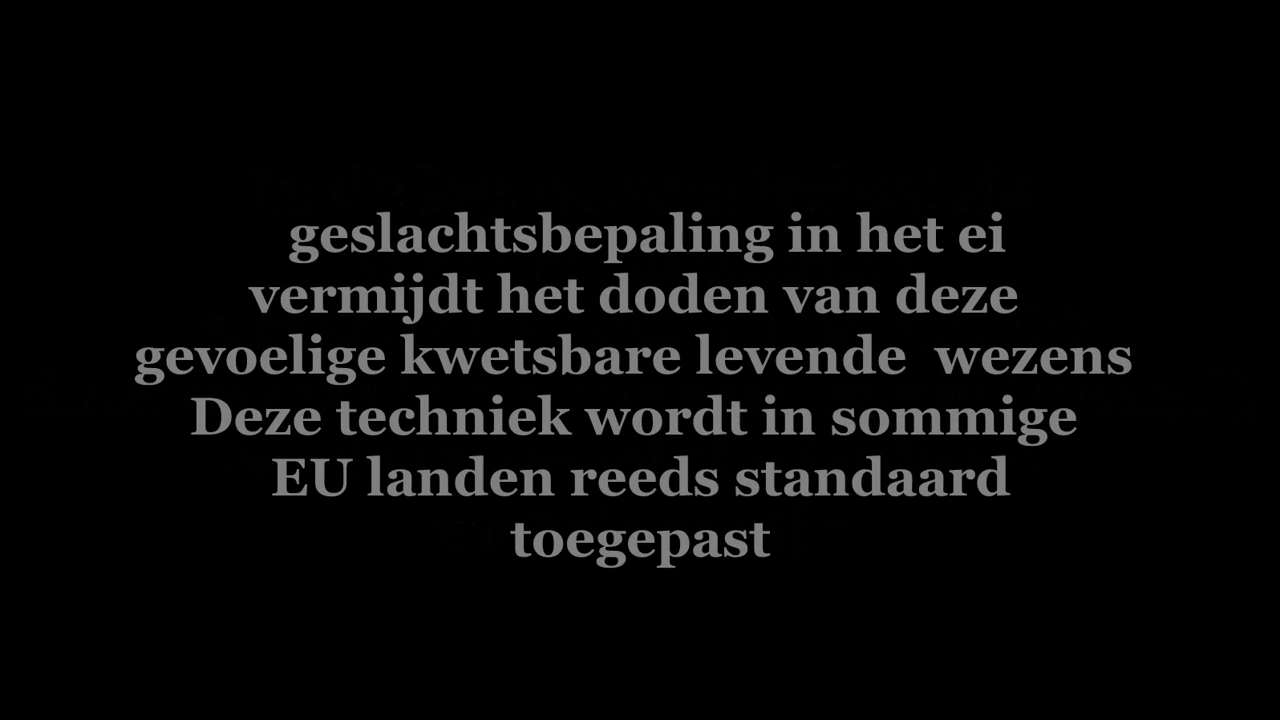 geslachtsbepaling in het ei
vermijdt het doden van deze
gevoelige kwetsbare levende  wezens
Deze techniek wordt in sommige
EU landen reeds standaard
toegepast